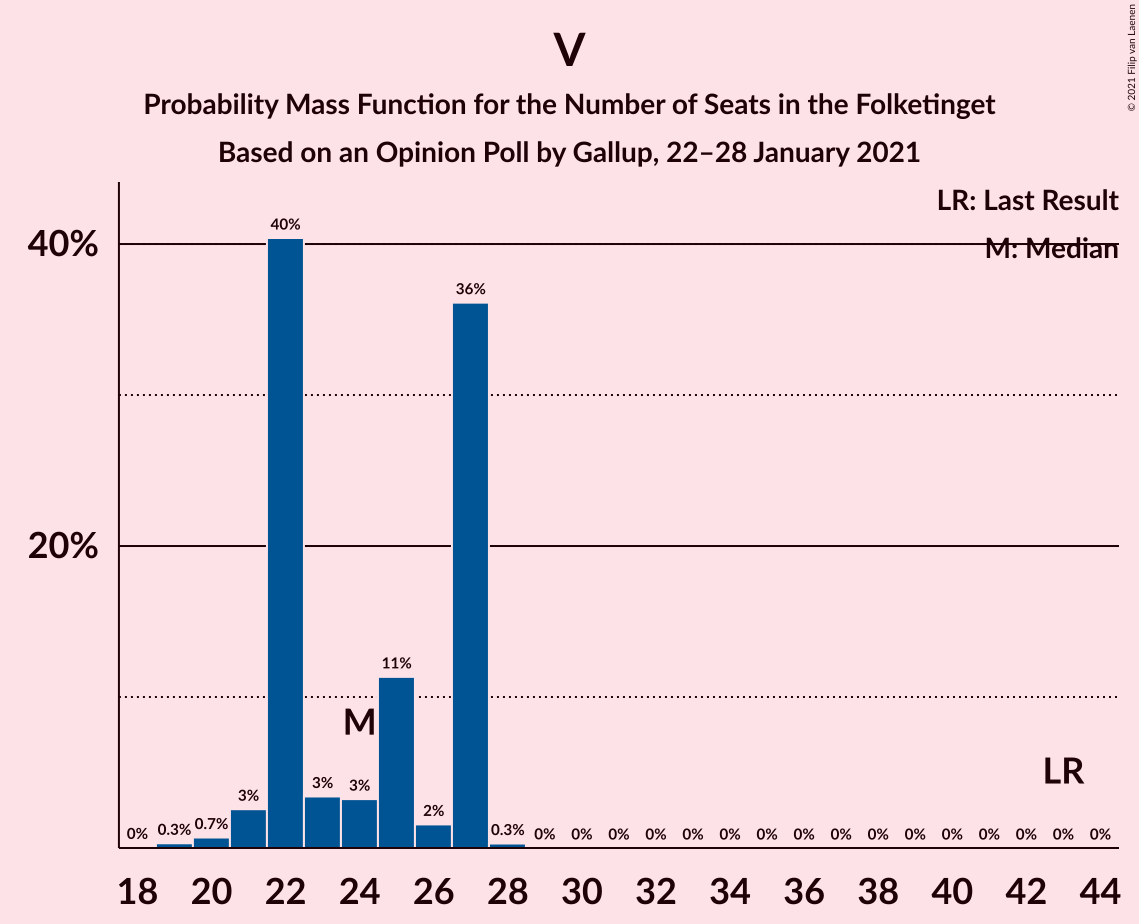 V
Probability Mass Function for the Number of Seats in the Folketinget
Based on an Opinion Poll by Gallup, 22–28 January 2021
© 2021 Filip van Laenen
LR: Last Result
M: Median
40%
20%
0% 0.3% 0.7% 3% 40% 3% 3% 11% 2% 36% 0.3% 0% 0% 0% 0% 0% 0% 0% 0% 0% 0% 0% 0% 0% 0% 0% 0%
M
LR
18 20 22 24 26 28 30 32 34 36 38 40 42 44